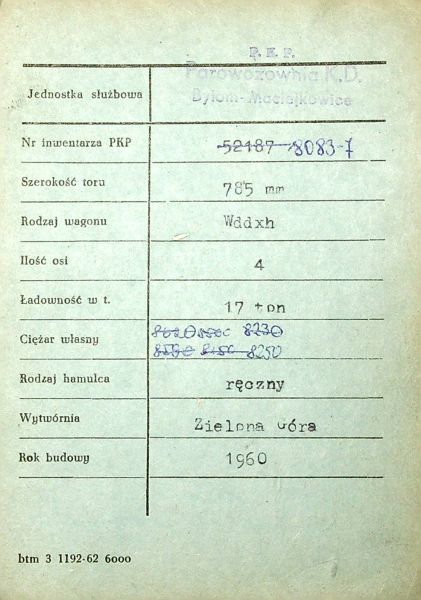 P. K. P.
Parowozownia K.D.
Jednostka służbowa Bytom-Maciejkowice
Nr inwentarza PKP 52187 8083-7
Szerokość toru 785 mm
Rodzaj wagonu Wddxh
Ilość osi 4
Ładowność w t. 17 ton
Ciężar własny 8230
8250
Rodzaj hamulca ręczny
Wytwórnia Zielona Góra
Rok budowy 1960
btm 3 1192-62 6000